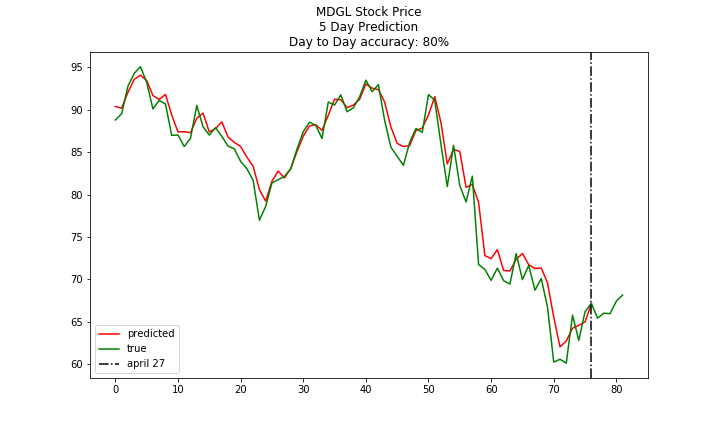 MDGL Stock Price
5 Day Prediction
Day to Day accuracy: 80%
95
90
85
80
75
70
65
60
predicted
true
april 27
0 10 20 30 40 50 60 70 80